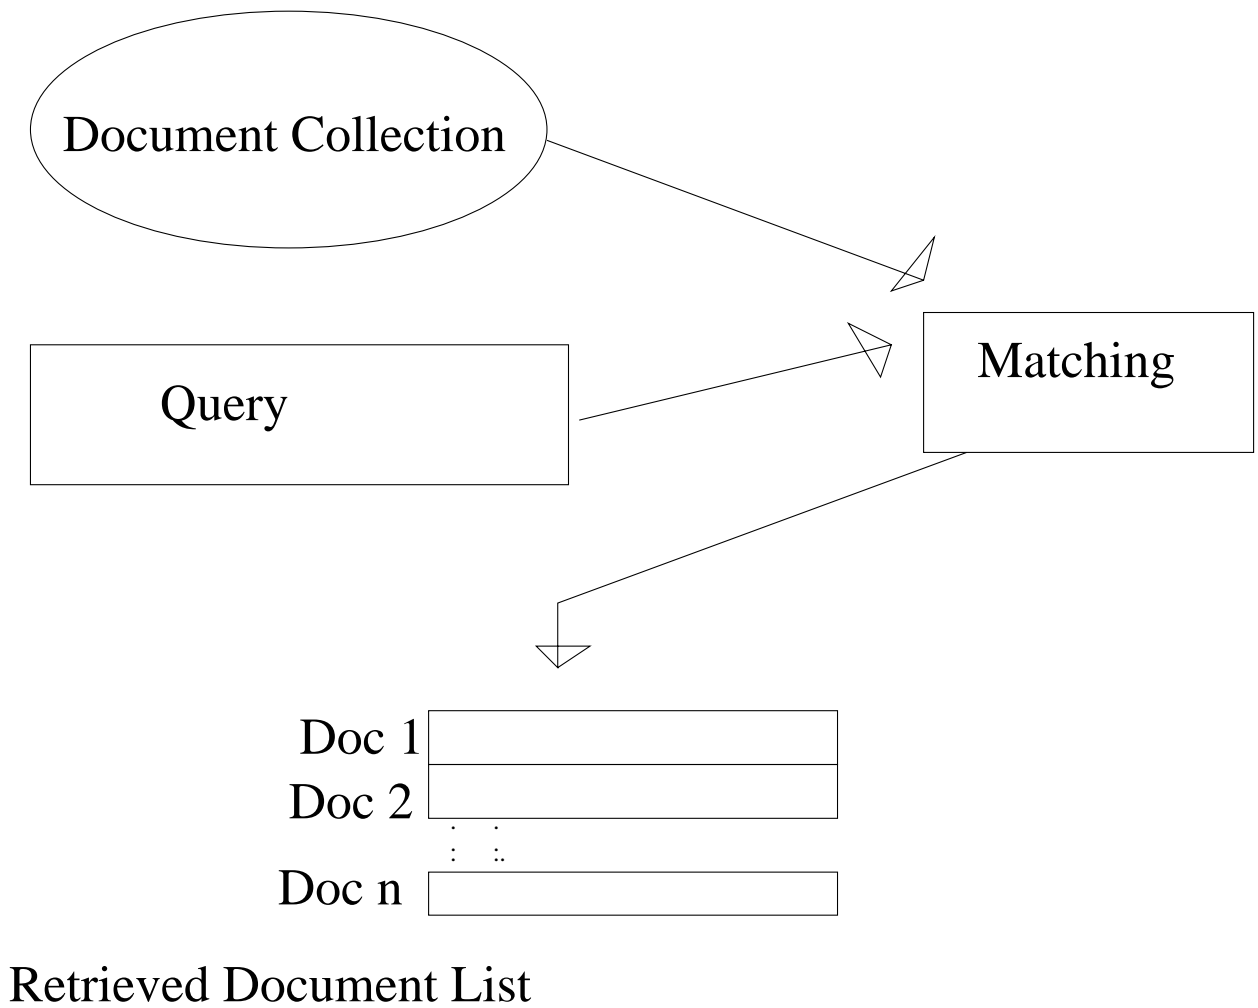 Document Collection
Query
Matching
Doc 1
Doc 2
Doc n
Retrieved Document List